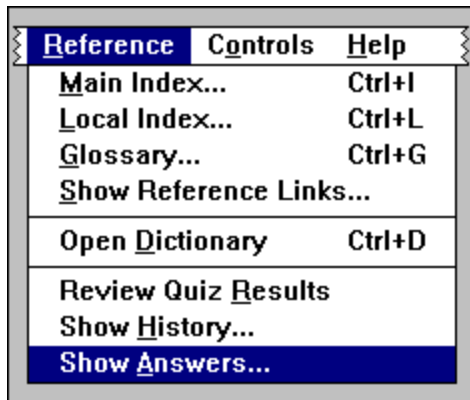 Reference Controls Help
Main Index... Ctrl+I
Local Index... Ctrl+L
Glossary... Ctrl+G
Show Reference Links...
Open Dictionary Ctrl+D
Review Quiz Results
Show History...
Show Answers...